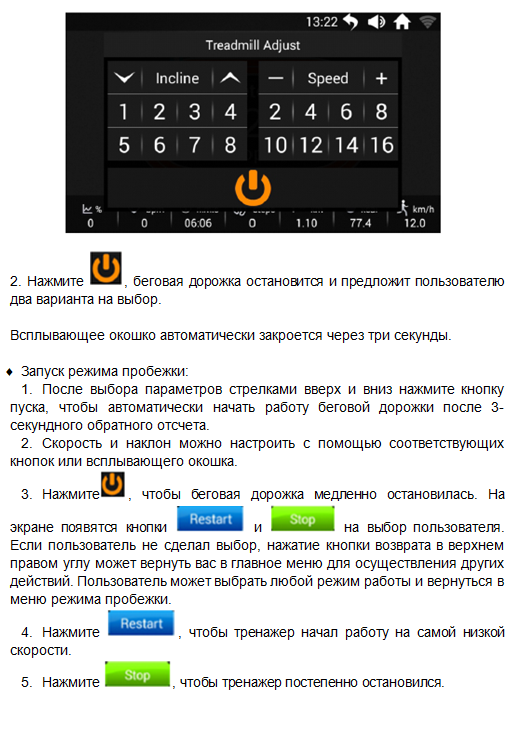 13:22
Treadmill Adjust
Incline
— Speed +
1 2 3 4 2 4 6 8
5 6 7 8 10 12 14 16
% km/h
0 0 06:06 0 1.10 77.4 12.0
2. Нажмите , беговая дорожка остановится и предложит пользователю
два варианта на выбор.
Всплывающее окошко автоматически закроется через три секунды.
♦ Запуск режима пробежки:
1. После выбора параметров стрелками вверх и вниз нажмите кнопку
пуска, чтобы автоматически начать работу беговой дорожки после 3-
секундного обратного отсчета.
2. Скорость и наклон можно настроить с помощью соответствующих
кнопок или всплывающего окошка.
3. Нажмите , чтобы беговая дорожка медленно остановилась. На
экране появятся кнопки Restart и Stop на выбор пользователя.
Если пользователь не сделал выбор, нажатие кнопки возврата в верхнем
правом углу может вернуть вас в главное меню для осуществления других
действий. Пользователь может выбрать любой режим работы и вернуться в
меню режима пробежки.
4. Нажмите Restart , чтобы тренажер начал работу на самой низкой
скорости.
5. Нажмите Stop , чтобы тренажер постепенно остановился.